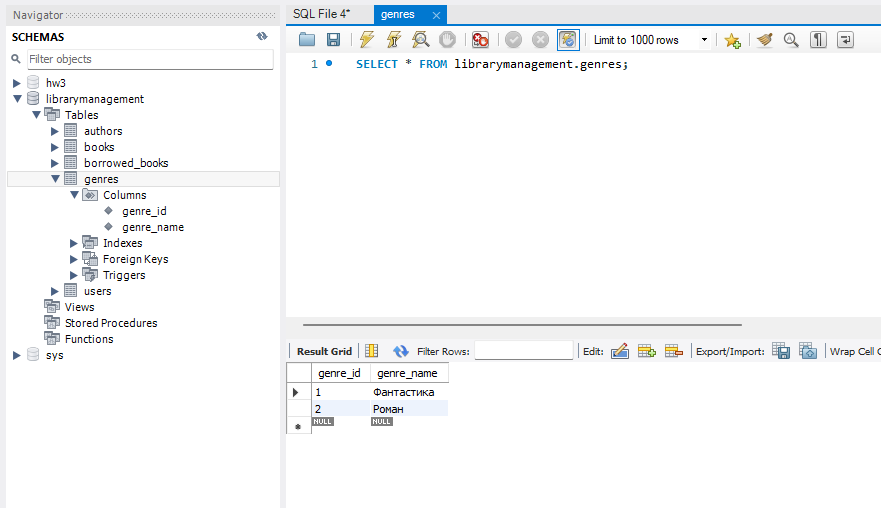 Navigator
SCHEMAS
Filter objects
hw3
librarymanagement
Tables
authors
books
borrowed_books
genres
Columns
genre_id
genre_name
Indexes
Foreign Keys
Triggers
users
Views
Stored Procedures
Functions
sys
SQL File 4*
genres
Limit to 1000 rows
1 SELECT * FROM librarymanagement.genres;
Result Grid Filter Rows: Edit: Export/Import: Wrap Cell C
genre_id genre_name
1 Фантастика
2 Роман
NULL NULL